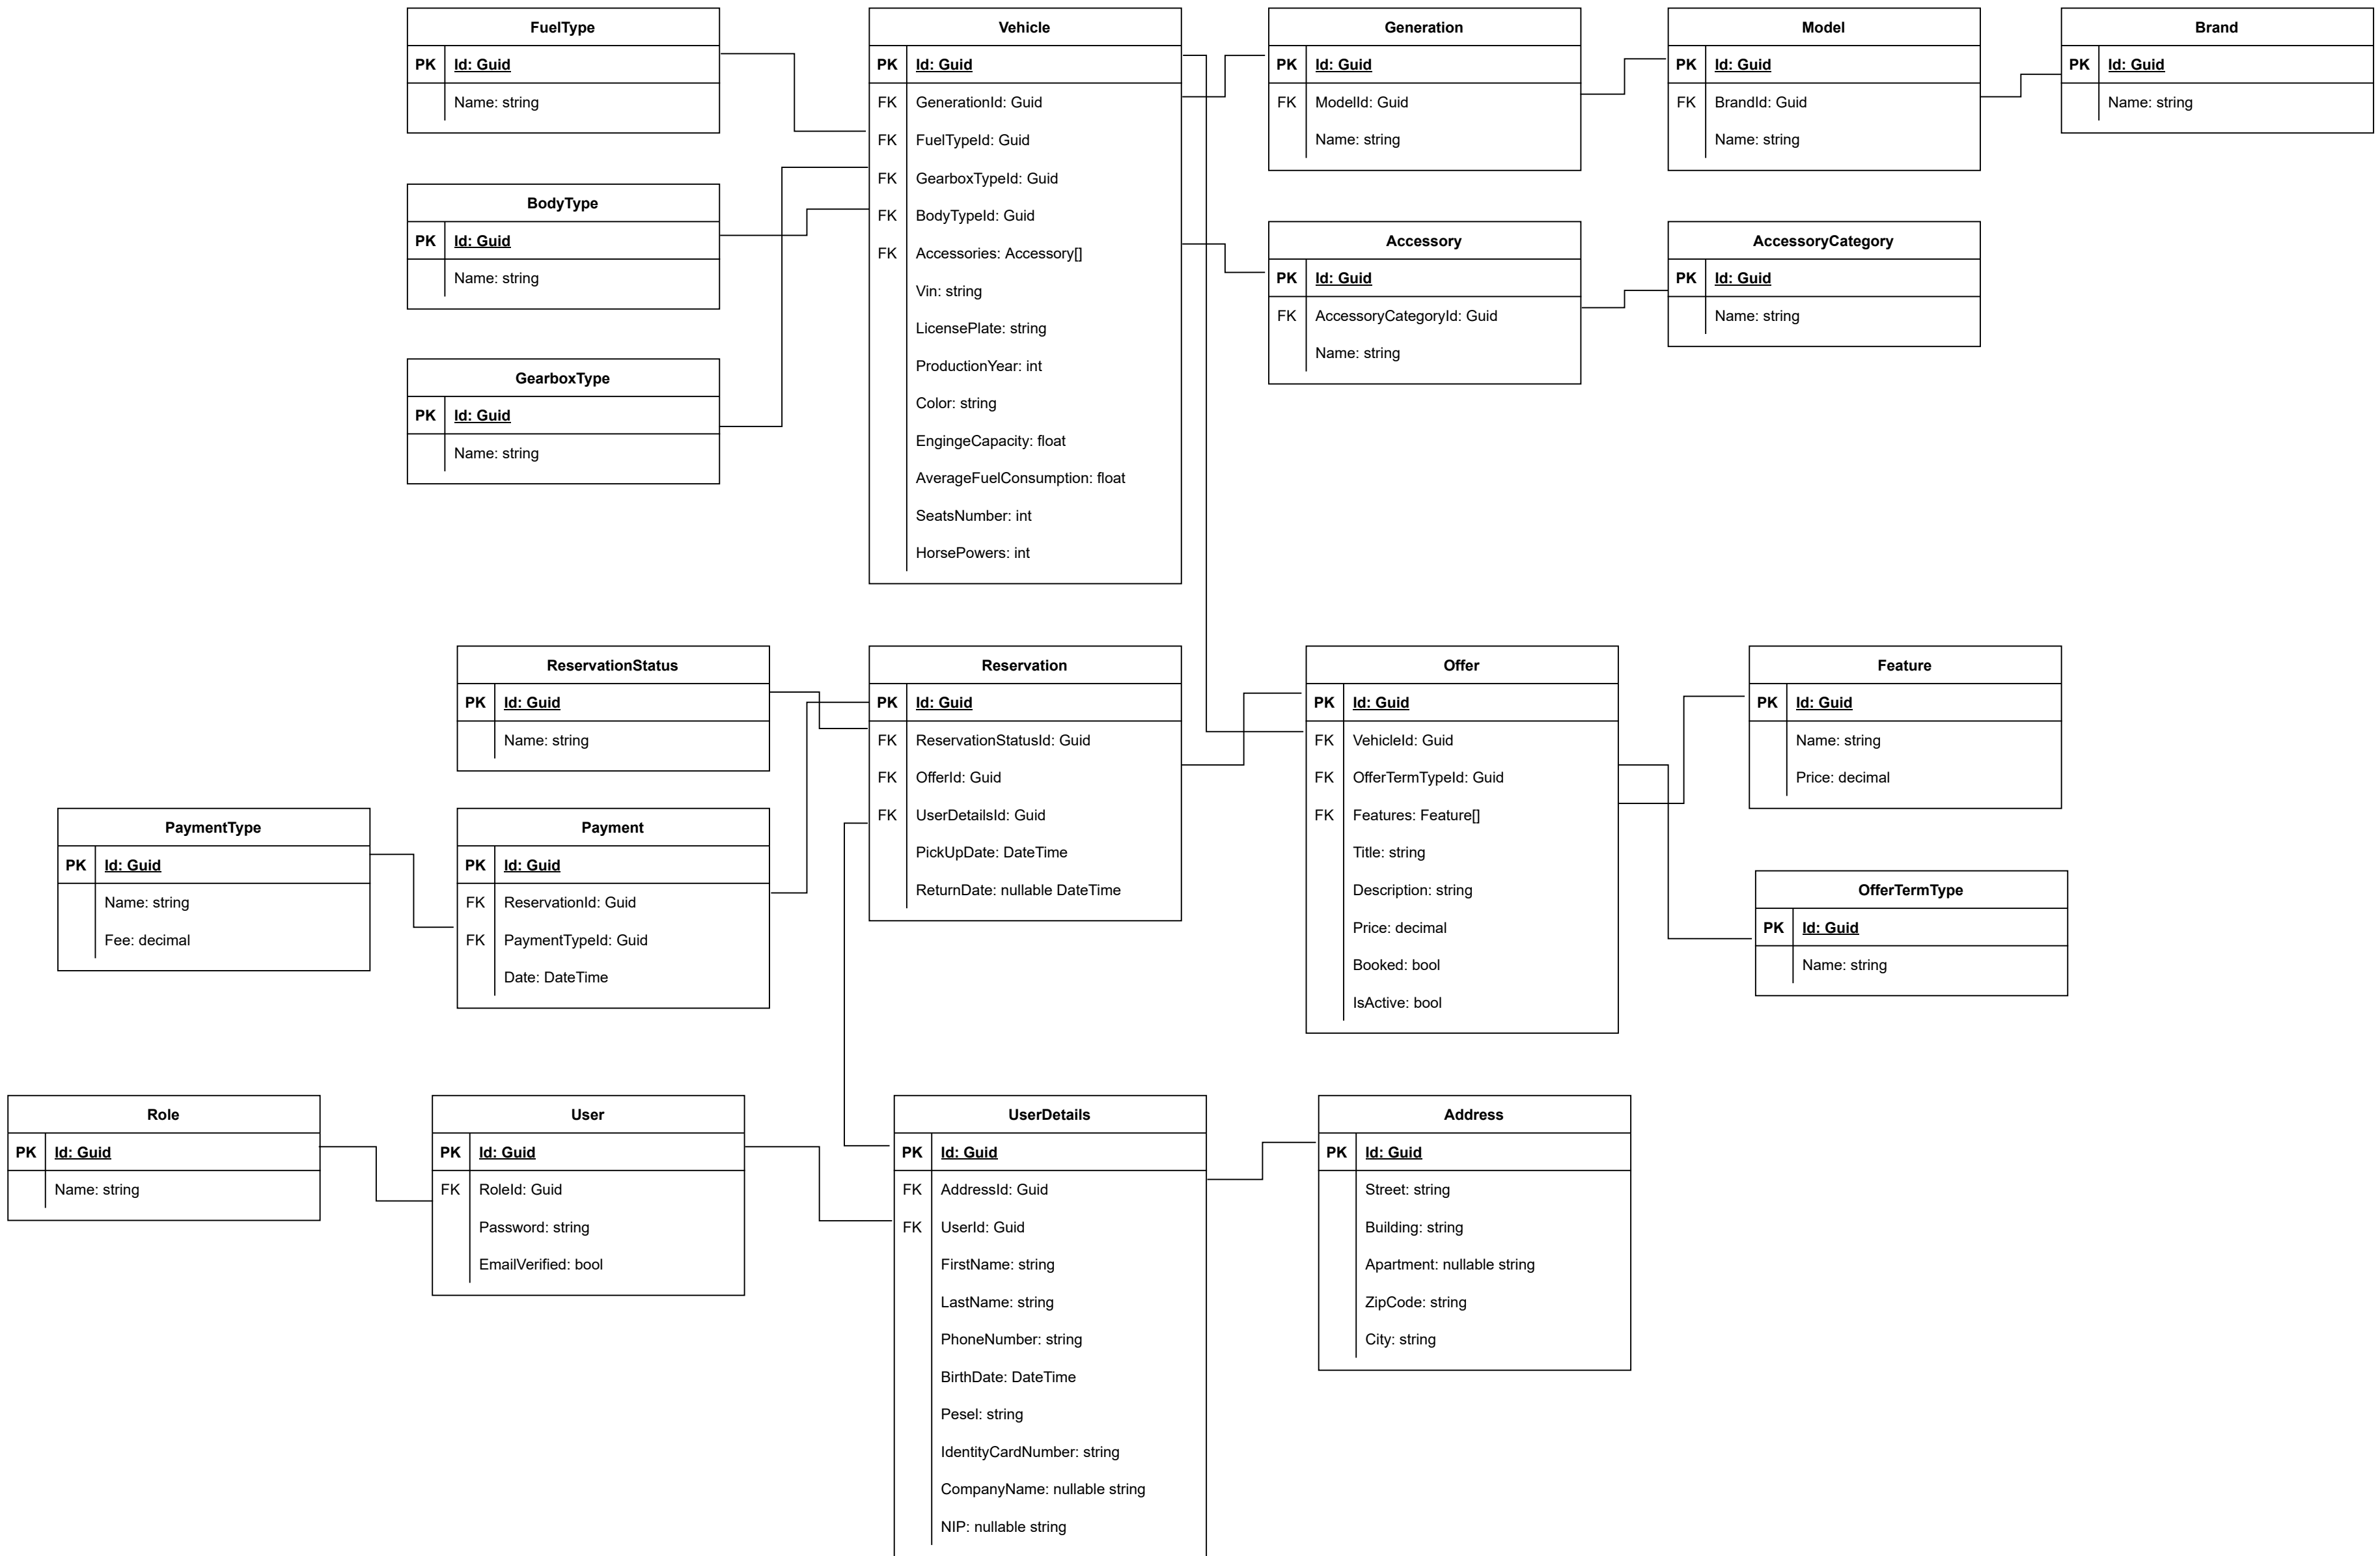 FuelType
PK Id: Guid
Name: string
Vehicle
PK Id: Guid
FK GenerationId: Guid
FK FuelTypeId: Guid
FK GearboxTypeId: Guid
FK BodyTypeId: Guid
FK Accessories: Accessory[]
Vin: string
LicensePlate: string
ProductionYear: int
Color: string
EngingeCapacity: float
AverageFuelConsumption: float
SeatsNumber: int
HorsePowers: int
Generation
PK Id: Guid
FK ModelId: Guid
Name: string
Model
PK Id: Guid
FK BrandId: Guid
Name: string
Brand
PK Id: Guid
Name: string
BodyType
PK Id: Guid
Name: string
Accessory
PK Id: Guid
FK AccessoryCategoryId: Guid
Name: string
AccessoryCategory
PK Id: Guid
Name: string
GearboxType
PK Id: Guid
Name: string
ReservationStatus
PK Id: Guid
Name: string
Reservation
PK Id: Guid
FK ReservationStatusId: Guid
FK OfferId: Guid
FK UserDetailsId: Guid
PickUpDate: DateTime
ReturnDate: nullable DateTime
Offer
PK Id: Guid
FK VehicleId: Guid
FK OfferTermTypeId: Guid
FK Features: Feature[]
Title: string
Description: string
Price: decimal
Booked: bool
IsActive: bool
Feature
PK Id: Guid
Name: string
Price: decimal
PaymentType
PK Id: Guid
Name: string
Fee: decimal
Payment
PK Id: Guid
FK ReservationId: Guid
FK PaymentTypeId: Guid
Date: DateTime
OfferTermType
PK Id: Guid
Name: string
Role
PK Id: Guid
Name: string
User
PK Id: Guid
FK RoleId: Guid
Password: string
EmailVerified: bool
UserDetails
PK Id: Guid
FK AddressId: Guid
FK UserId: Guid
FirstName: string
LastName: string
PhoneNumber: string
BirthDate: DateTime
Pesel: string
IdentityCardNumber: string
CompanyName: nullable string
NIP: nullable string
Address
PK Id: Guid
Street: string
Building: string
Apartment: nullable string
ZipCode: string
City: string